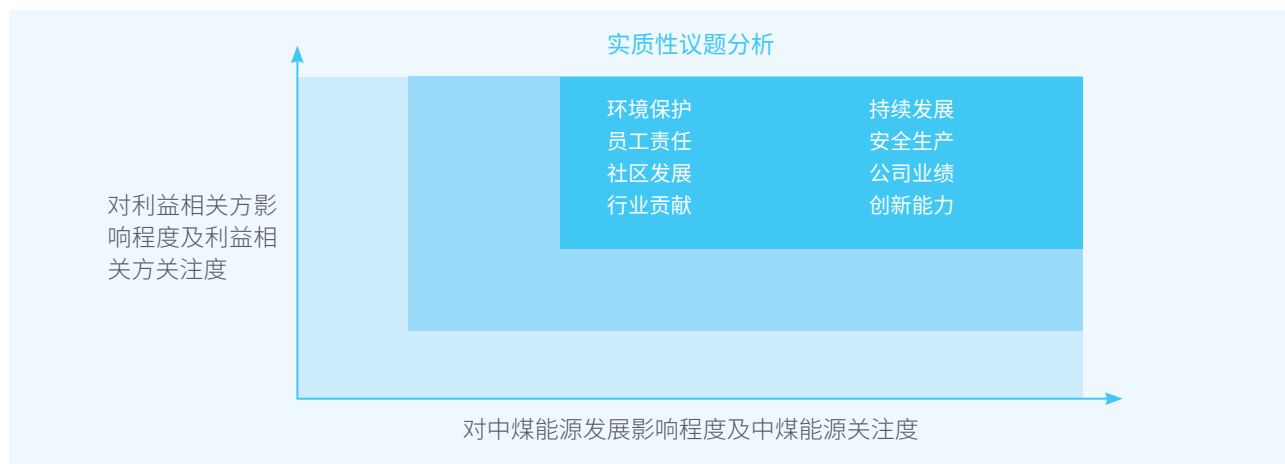 实质性议题分析
环境保护
员工责任
社区发展
行业贡献
持续发展
安全生产
公司业绩
创新能力
对利益相关方影
响程度及利益相
关方关注度
对中煤能源发展影响程度及中煤能源关注度